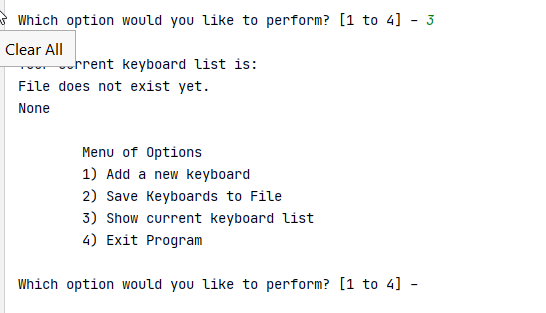 Which option would you like to perform? [1 to 4] - 3
Clear All
current keyboard list is:
File does not exist yet.
None
Menu of Options
1) Add a new keyboard
2) Save Keyboards to File
3) Show current keyboard list
4) Exit Program
Which option would you like to perform? [1 to 4] -